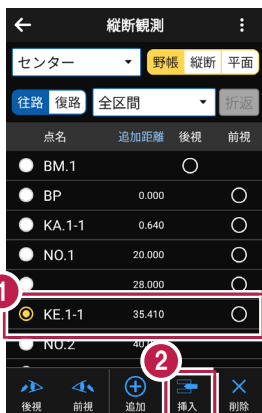 縦断観測
センター 野帳 縦断 平面
往路 復路 全区間 折返
点名 追加距離 後視 前視
BM.1
BP 0.000
KA.1-1 0.640
NO.1 20.000
28.000
1
KE.1-1 35.410
NO.2 40.
2
後視 前視 追加 挿入 削除